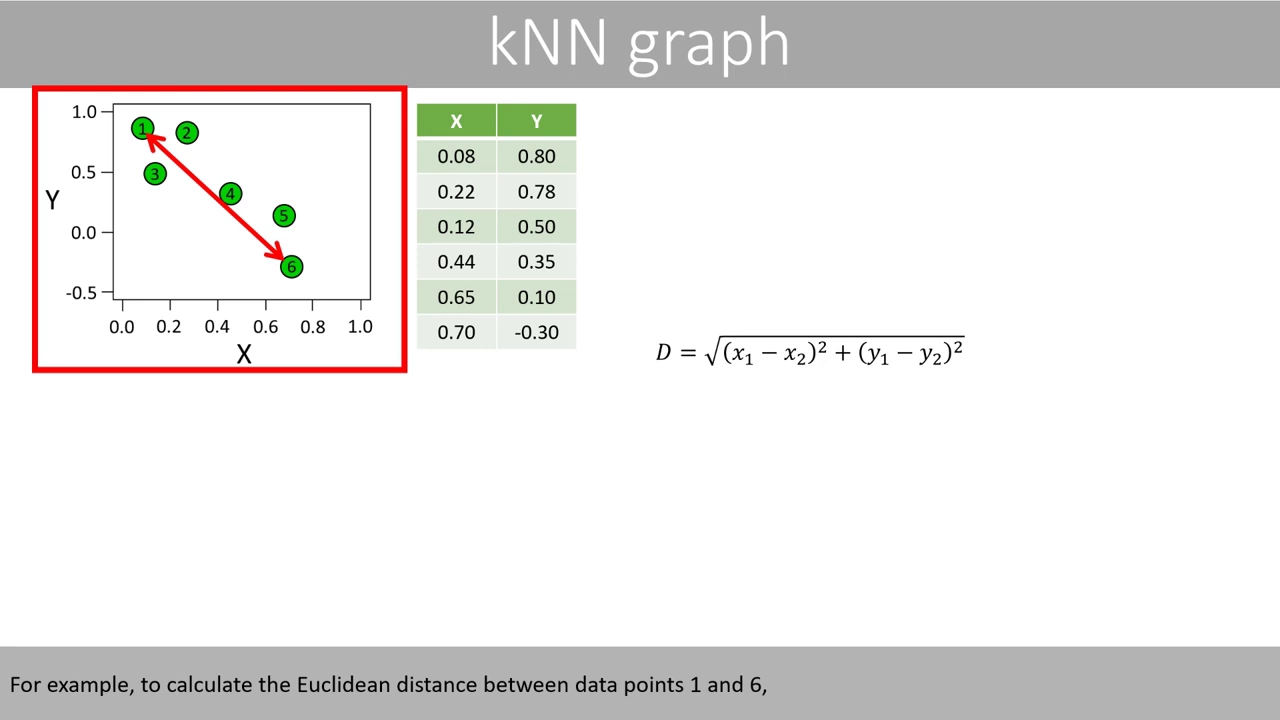 kNN graph
1.0
0.5
0.0
-0.5
Y
1
2
3
4
5
6
0.0 0.2 0.4 0.6 0.8 1.0
X
X Y
0.08 0.80
0.22 0.78
0.12 0.50
0.44 0.35
0.65 0.10
0.70 -0.30
D = √(x₁ − x₂)² + (y₁ − y₂)²
For example, to calculate the Euclidean distance between data points 1 and 6,